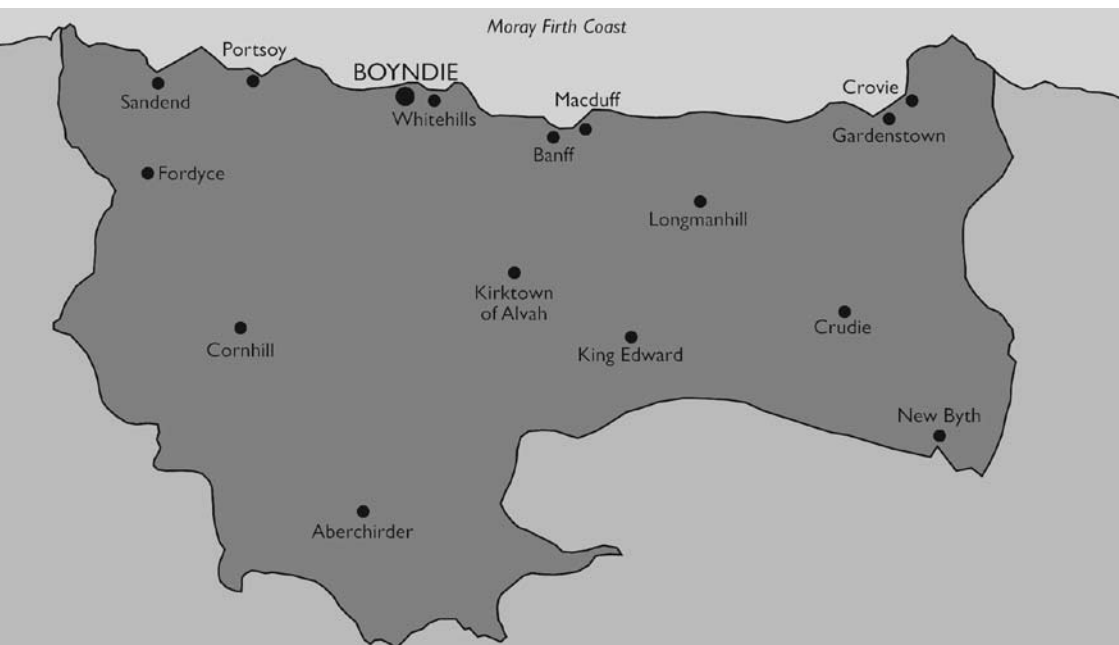 Moray Firth Coast
Portsoy
BOYNDIE
Sandend
Whitehills
Macduff
Crovie
Banff
Gardenstown
Fordyce
Longmanhill
Kirktown
of Alvah
Cornhill
King Edward
Crudie
New Byth
Aberchirder